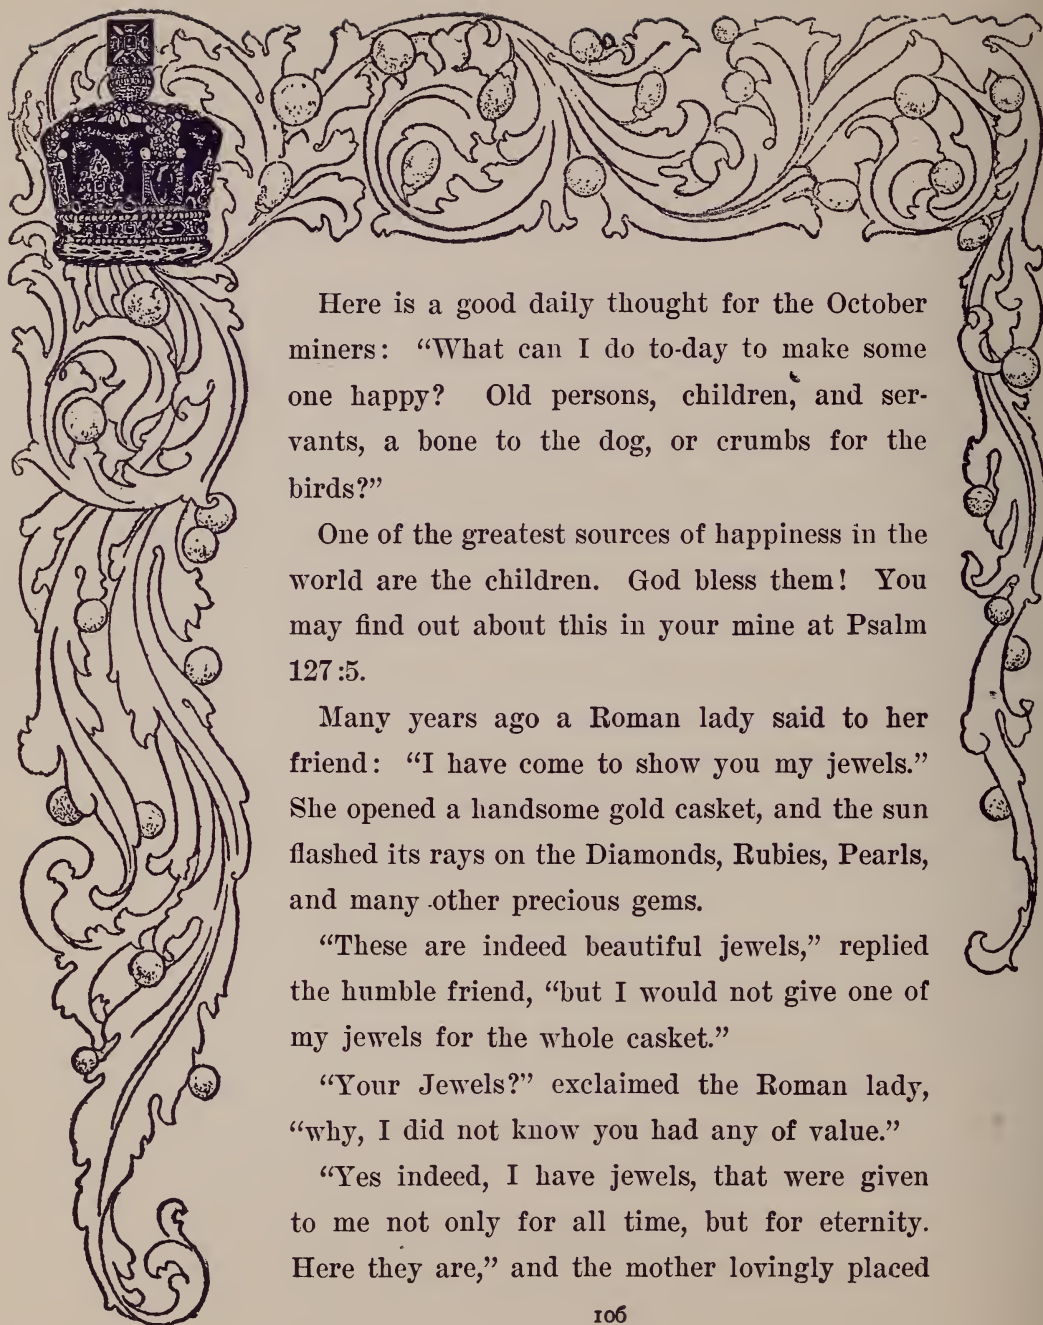 Here is a good daily thought for the October
miners: “What can I do to-day to make some
one happy? Old persons, children, and ser-
vants, a bone to the dog, or crumbs for the
birds?”
One of the greatest sources of happiness in the
world are the children. God bless them! You
may find out about this in your mine at Psalm
127:5.
Many years ago a Roman lady said to her
friend: “I have come to show you my jewels.”
She opened a handsome gold casket, and the sun
flashed its rays on the Diamonds, Rubies, Pearls,
and many other precious gems.
“These are indeed beautiful jewels,” replied
the humble friend, “but I would not give one of
my jewels for the whole casket.”
“Your Jewels?” exclaimed the Roman lady,
“why, I did not know you had any of value.”
“Yes indeed, I have jewels, that were given
to me not only for all time, but for eternity.
Here they are,” and the mother lovingly placed
106